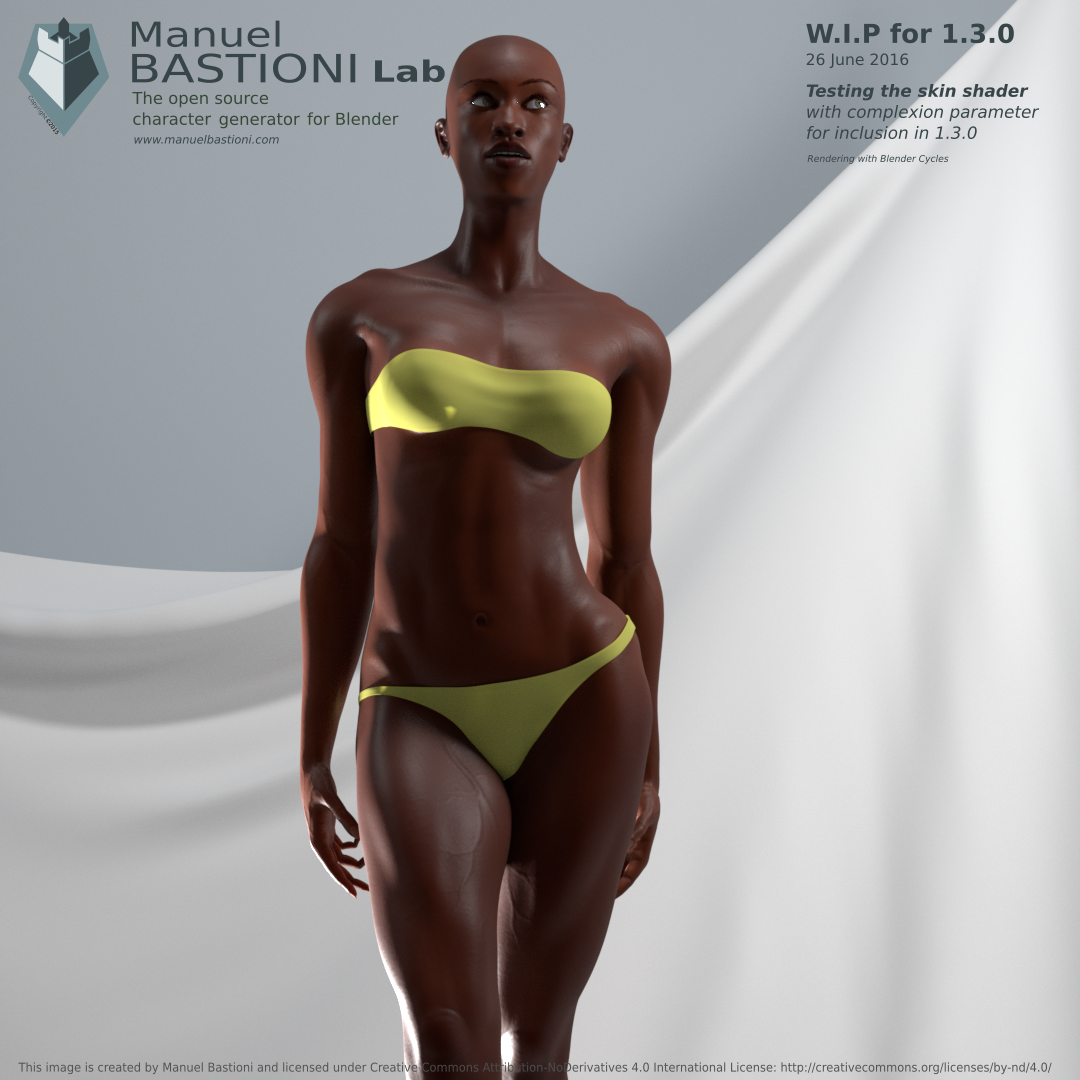 Manuel
BASTIONI Lab
The open source
character generator for Blender
www.manuelbastioni.com
Copyright ©2015
W.I.P for 1.3.0
26 June 2016
Testing the skin shader
with complexion parameter
for inclusion in 1.3.0
Rendering with Blender Cycles
This image is created by Manuel Bastioni and licensed under Creative Commons Attribution-NoDerivatives 4.0 International License: http://creativecommons.org/licenses/by-nd/4.0/